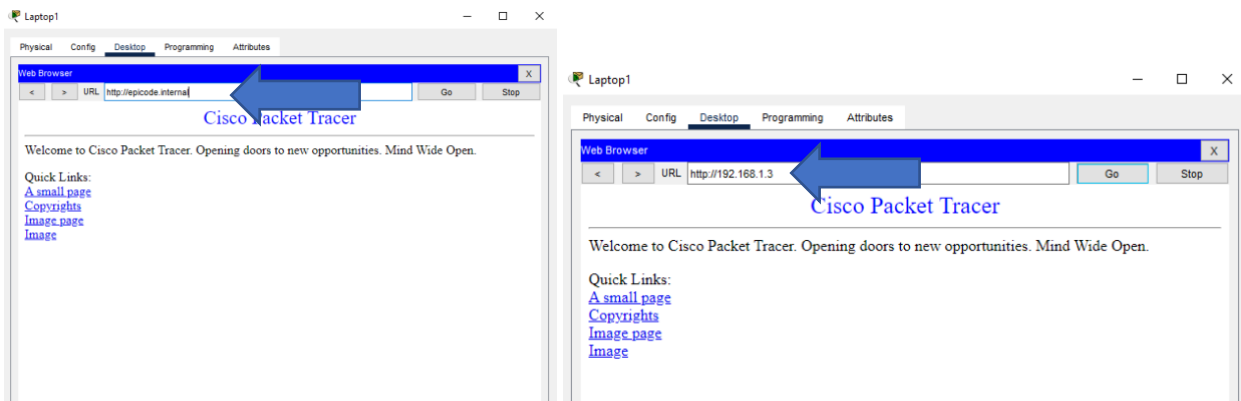 Laptop1
Physical Config Desktop Programming Attributes
Web Browser X
< > URL http://epicode.internal Go Stop
Cisco Packet Tracer
Welcome to Cisco Packet Tracer. Opening doors to new opportunities. Mind Wide Open.
Quick Links:
A small page
Copyrights
Image page
Image
Laptop1
Physical Config Desktop Programming Attributes
Web Browser X
< > URL http://192.168.1.3 Go Stop
Cisco Packet Tracer
Welcome to Cisco Packet Tracer. Opening doors to new opportunities. Mind Wide Open.
Quick Links:
A small page
Copyrights
Image page
Image